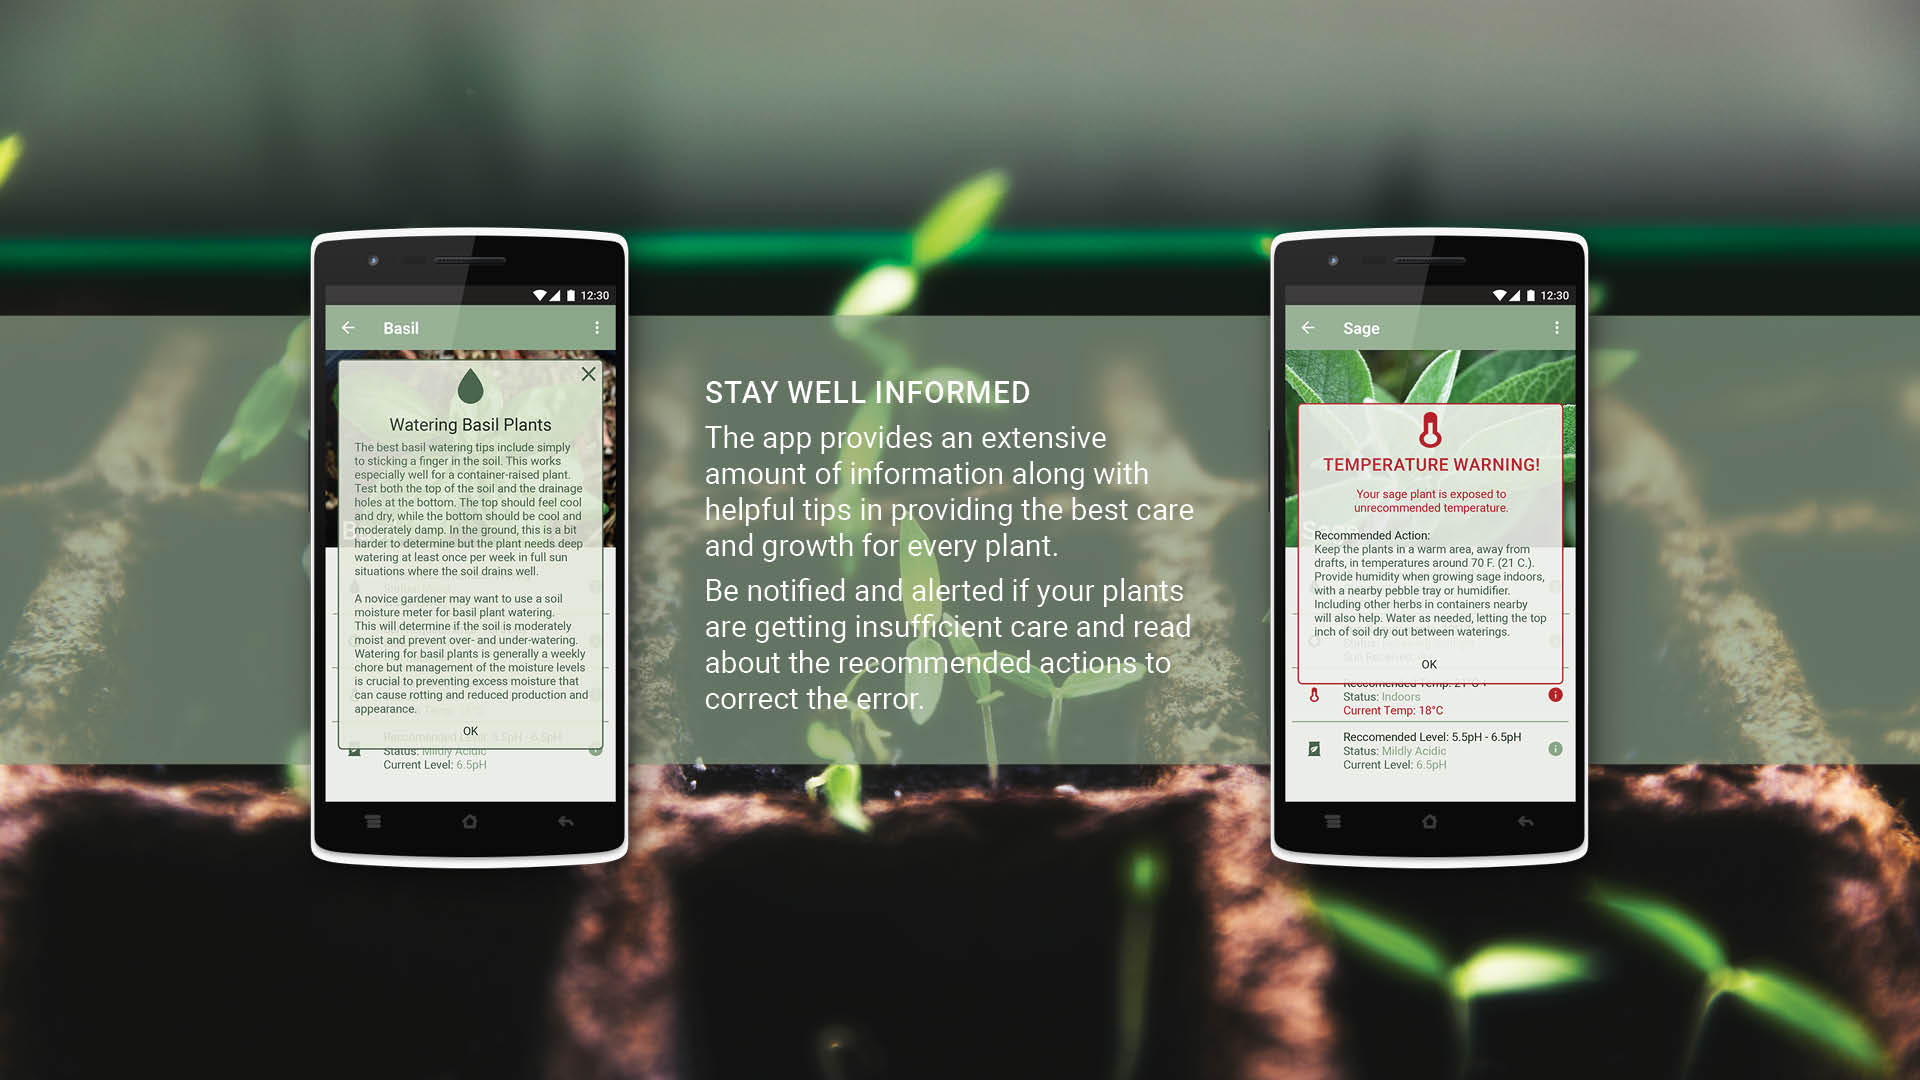 12:30
Basil
Watering Basil Plants
The best basil watering tips include simply
to sticking a finger in the soil. This works
especially well for a container-raised plant.
Test both the top of the soil and the drainage
holes at the bottom. The top should feel cool
and dry, while the bottom should be cool and
moderately damp. In the ground, this is a bit
harder to determine but the plant needs deep
watering at least once per week in full sun
situations where the soil drains well.
A novice gardener may want to use a soil
moisture meter for basil plant watering.
This will determine if the soil is moderately
moist and prevent over- and under-watering.
Watering for basil plants is generally a weekly
chore but management of the moisture levels
is crucial to preventing excess moisture that
can cause rotting and reduced production and
appearance.
OK
Reccomended Level: 5.5pH - 6.5pH
Status: Mildly Acidic
Current Level: 6.5pH
STAY WELL INFORMED
The app provides an extensive
amount of information along with
helpful tips in providing the best care
and growth for every plant.
Be notified and alerted if your plants
are getting insufficient care and read
about the recommended actions to
correct the error.
12:30
Sage
Sage
TEMPERATURE WARNING!
Your sage plant is exposed to
unrecommended temperature.
Recommended Action:
Keep the plants in a warm area, away from
drafts, in temperatures around 70 F. (21 C.).
Provide humidity when growing sage indoors,
with a nearby pebble tray or humidifier.
Including other herbs in containers nearby
will also help. Water as needed, letting the top
inch of soil dry out between waterings.
OK
Reccomended Temp: 21°C +
Status: Indoors
Current Temp: 18°C
Reccomended Level: 5.5pH - 6.5pH
Status: Mildly Acidic
Current Level: 6.5pH